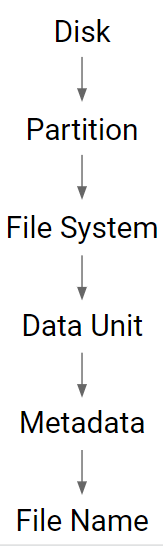 Disk
Partition
File System
Data Unit
Metadata
File Name